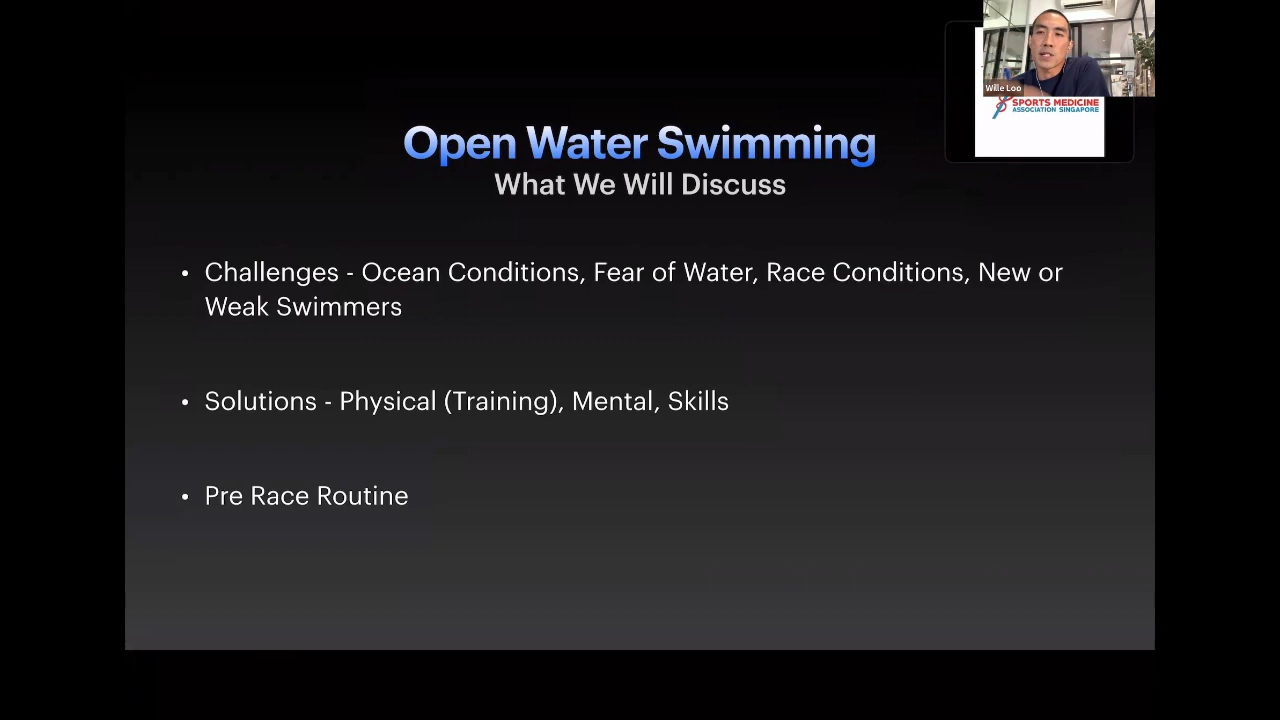 Wille Loo
SPORTS MEDICINE
ASSOCIATION SINGAPORE
Open Water Swimming
What We Will Discuss
• Challenges - Ocean Conditions, Fear of Water, Race Conditions, New or
Weak Swimmers
• Solutions - Physical (Training), Mental, Skills
• Pre Race Routine